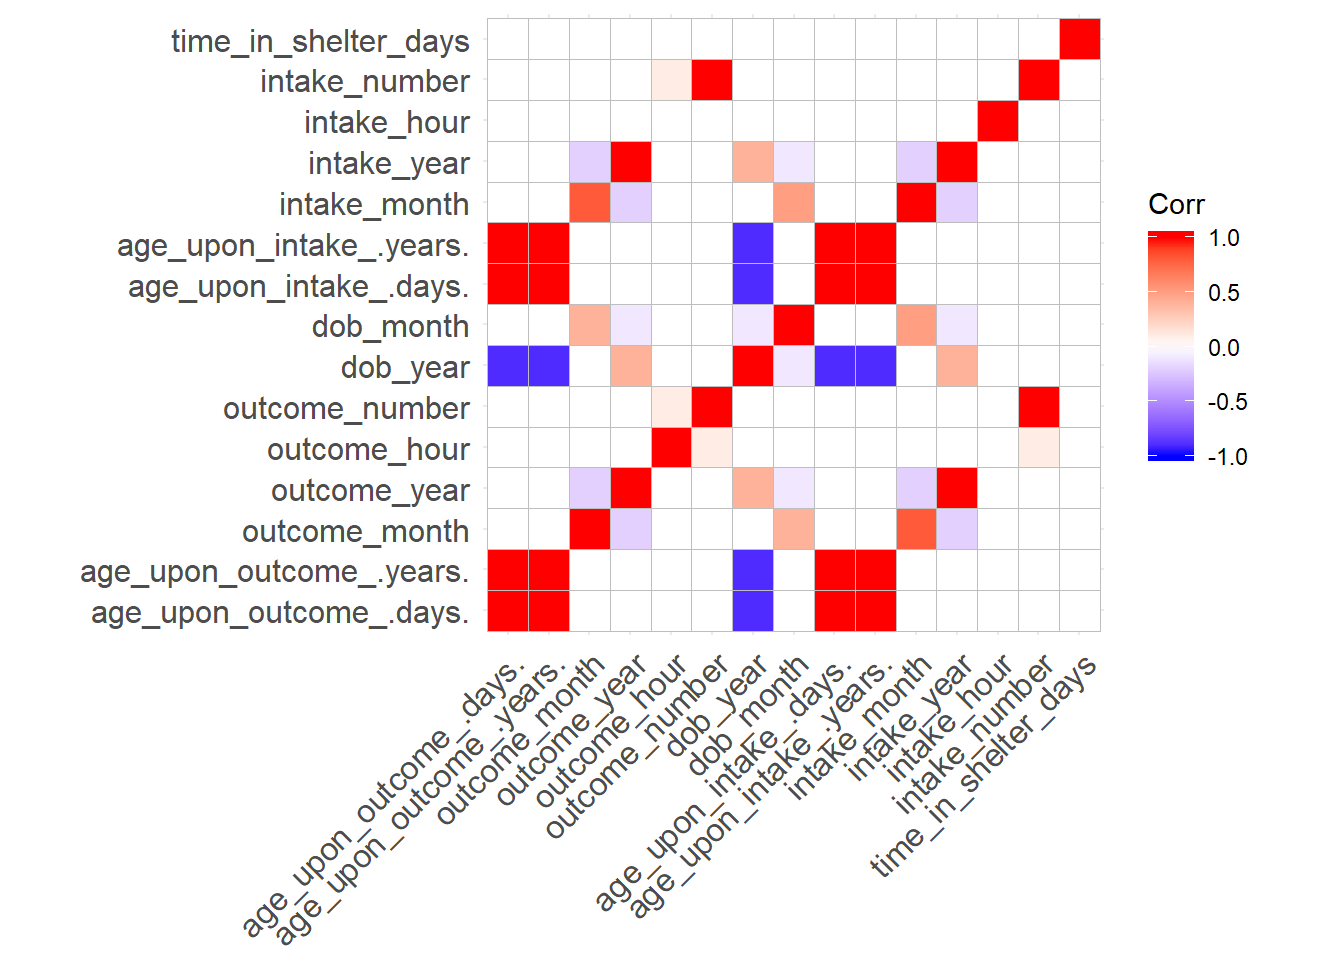 time_in_shelter_days
intake_number
intake_hour
intake_year
intake_month
age_upon_intake_.years.
age_upon_intake_.days.
dob_month
dob_year
outcome_number
outcome_hour
outcome_year
outcome_month
age_upon_outcome_.years.
age_upon_outcome_.days.
age_upon_outcome_.days.
age_upon_outcome_.years.
outcome_month
outcome_year
outcome_hour
outcome_number
dob_year
dob_month
age_upon_intake_.days.
age_upon_intake_.years.
intake_month
intake_year
intake_hour
intake_number
time_in_shelter_days
Corr
1.0
0.5
0.0
-0.5
-1.0